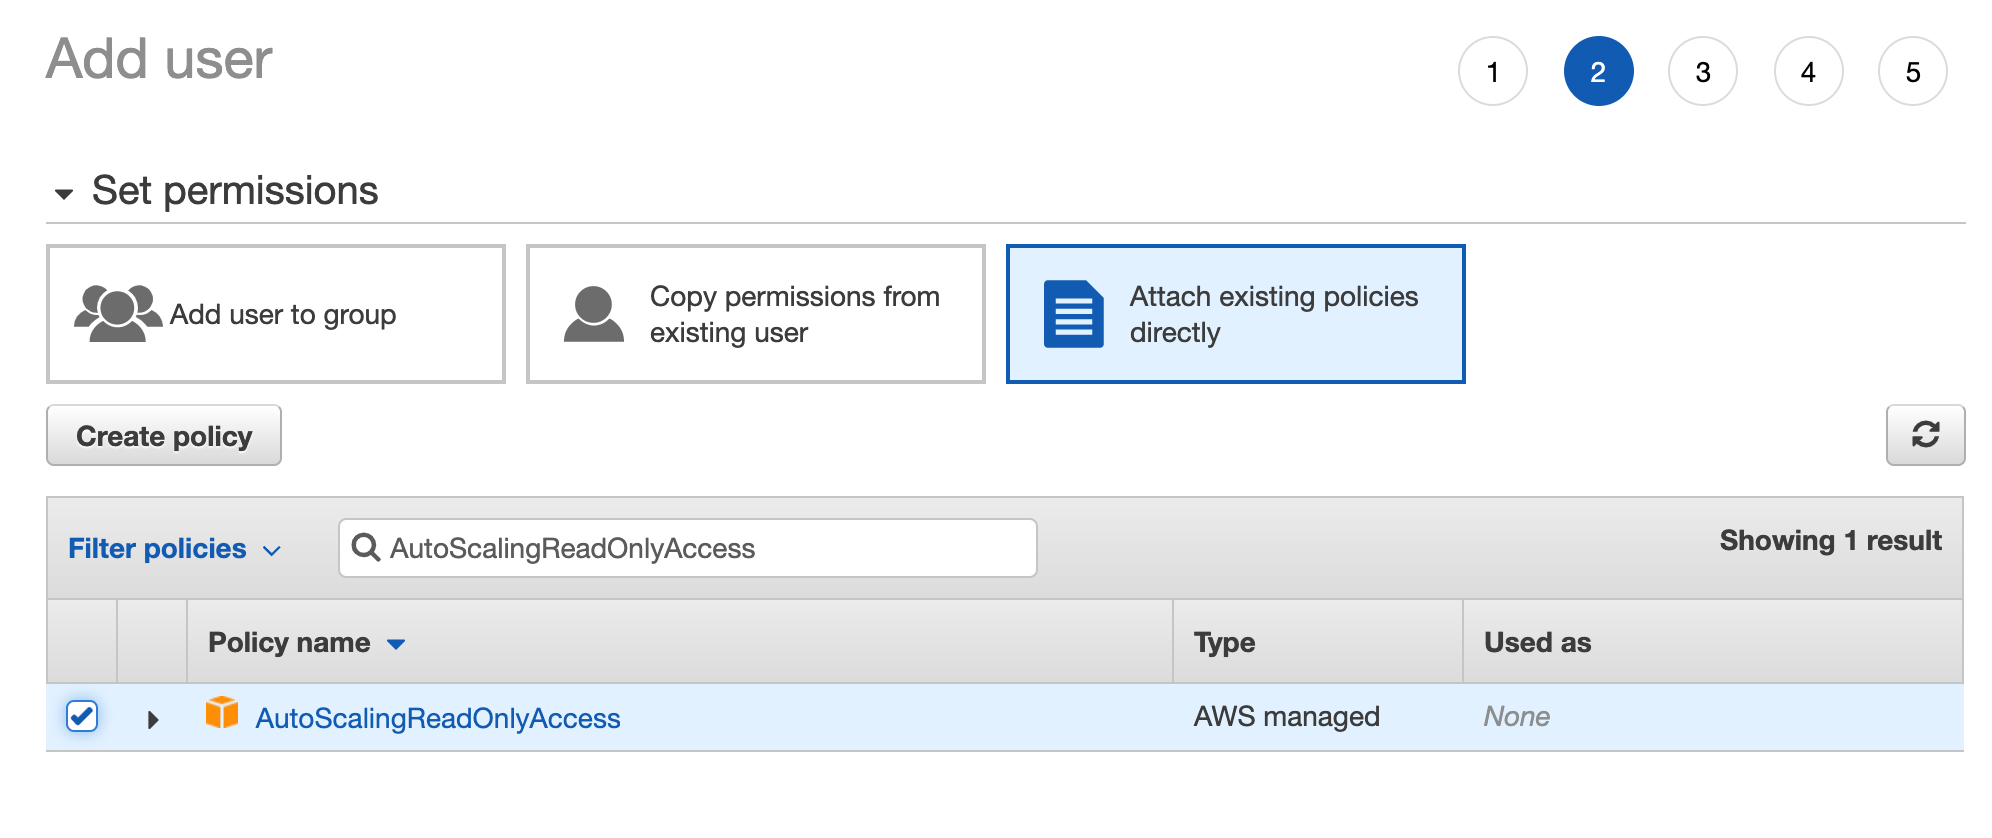 Add user
1 2 3 4 5
Set permissions
Add user to group
Copy permissions from
existing user
Attach existing policies
directly
Create policy
Filter policies
AutoScalingReadOnlyAccess
Showing 1 result
Policy name Type Used as
AutoScalingReadOnlyAccess AWS managed None